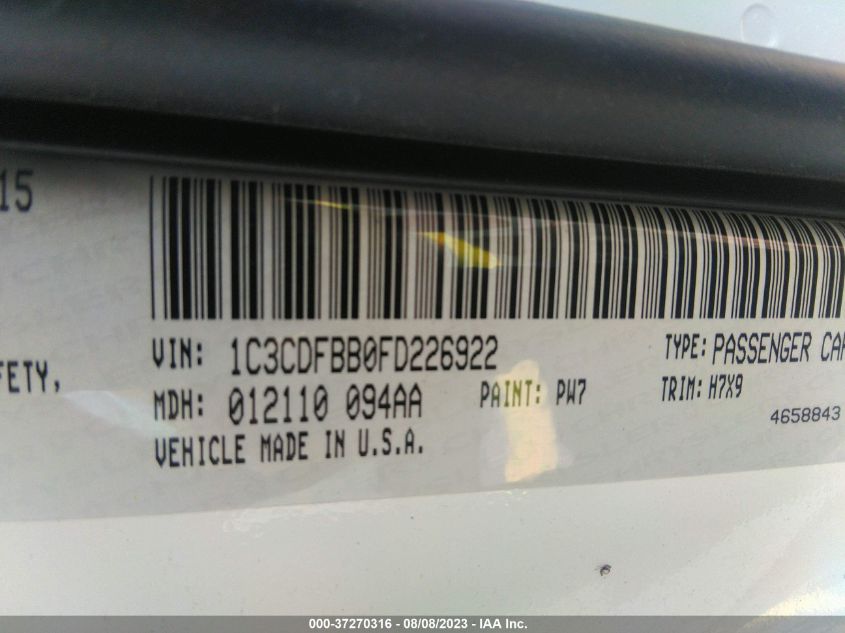 15
FETY,
VIN: 1C3CDFBB0FD226922
TYPE: PASSENGER CAR
MDH: 012110 094AA
PAINT: PW7
TRIM: H7X9
4658843
VEHICLE MADE IN U.S.A.
000-37270316 - 08/08/2023 - IAA Inc.